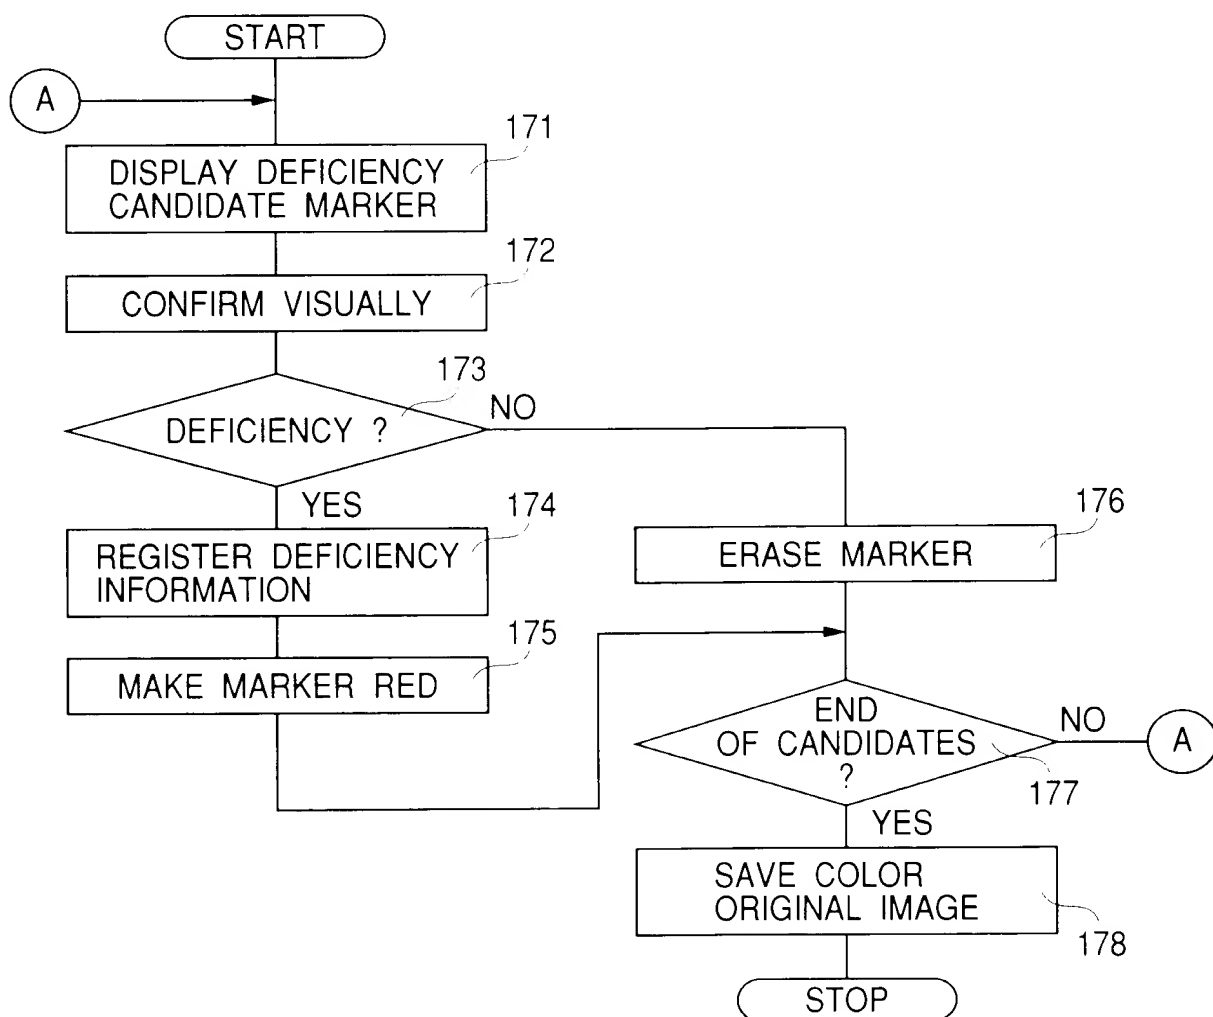 START
A
171
DISPLAY DEFICIENCY
CANDIDATE MARKER
172
CONFIRM VISUALLY
173
DEFICIENCY ?
NO
YES
174
REGISTER DEFICIENCY
INFORMATION
175
MAKE MARKER RED
176
ERASE MARKER
END
OF CANDIDATES
?
177
NO
A
YES
SAVE COLOR
ORIGINAL IMAGE
178
STOP